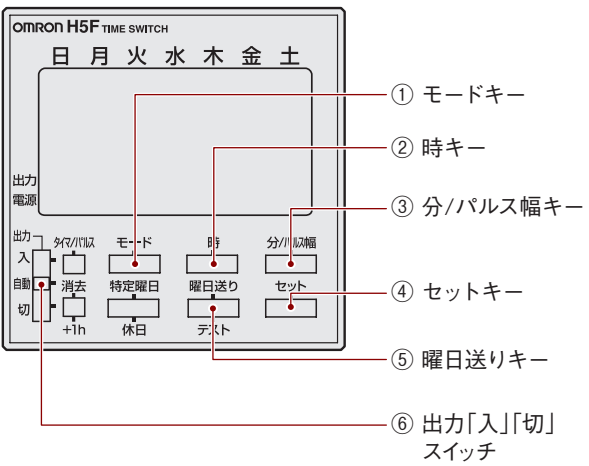 OMRON H5F TIME SWITCH
日 月 火 水 木 金 土
① モードキー
② 時キー
出力
電源
③ 分/パルス幅キー
出力
タイマ/パルス モード 時 分/パルス幅
入
自動 消去 特定曜日 曜日送り セット
④ セットキー
切
+1h 休日 テスト
⑤ 曜日送りキー
⑥ 出力「入」「切」
スイッチ